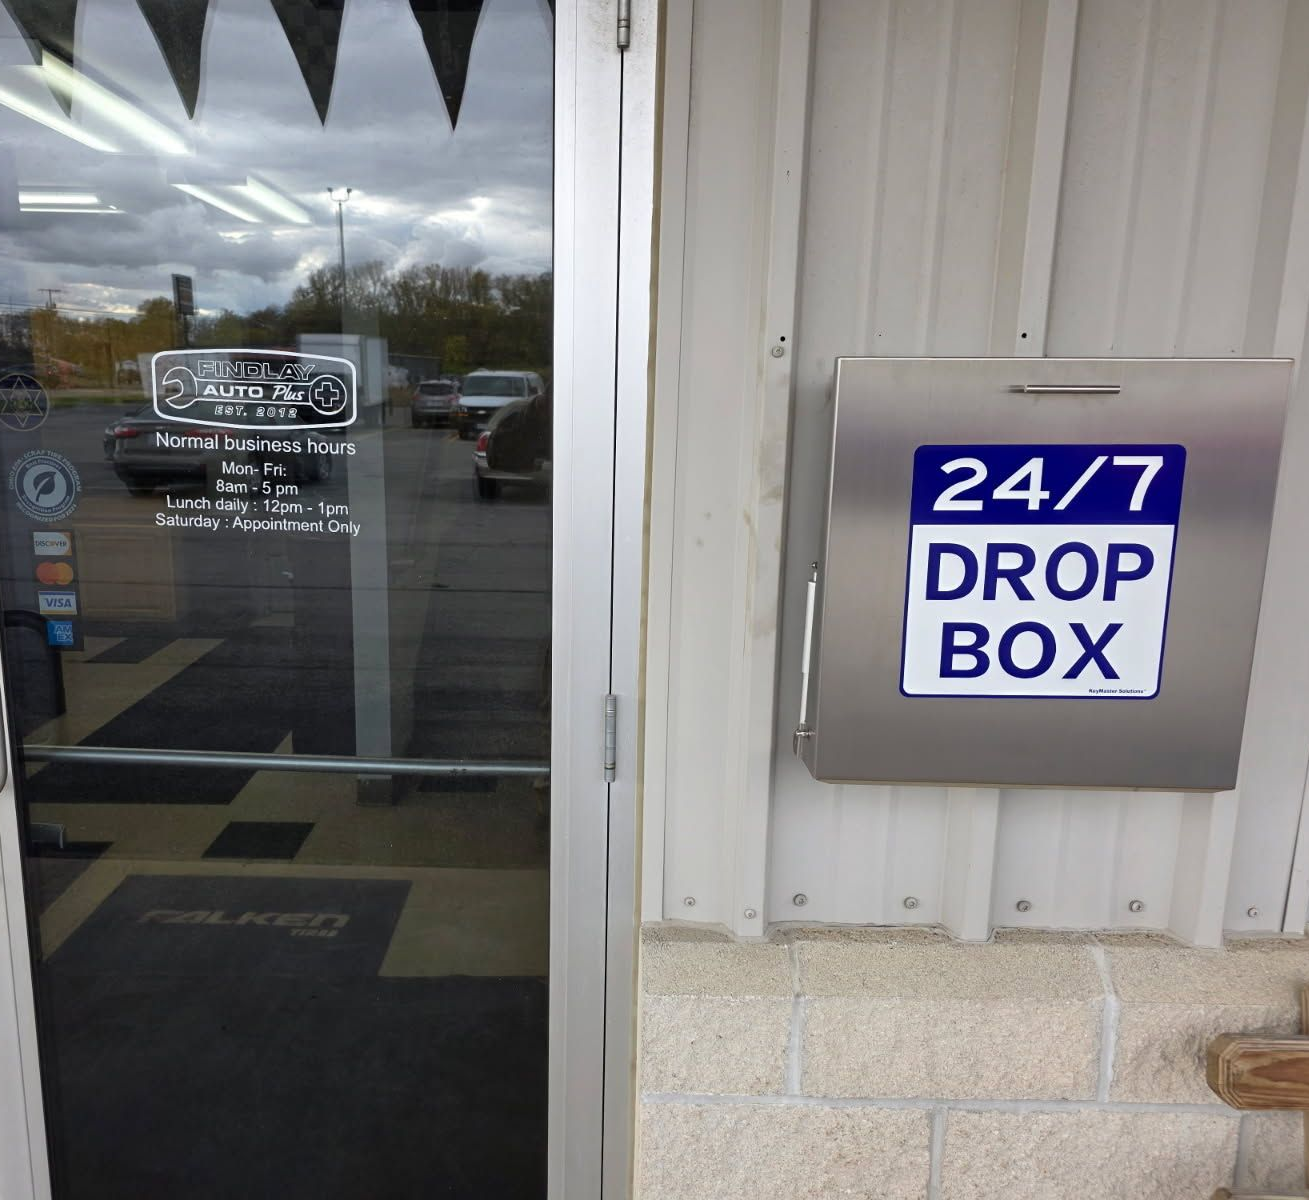 FINDLAY
AUTO Plus
EST. 2012
Normal business hours
Mon- Fri:
8am - 5 pm
Lunch daily : 12pm - 1pm
Saturday : Appointment Only
DISCOVER
VISA
AM
EX
FALKEN
TIRES
24/7
DROP
BOX
KeyMaster Solutions